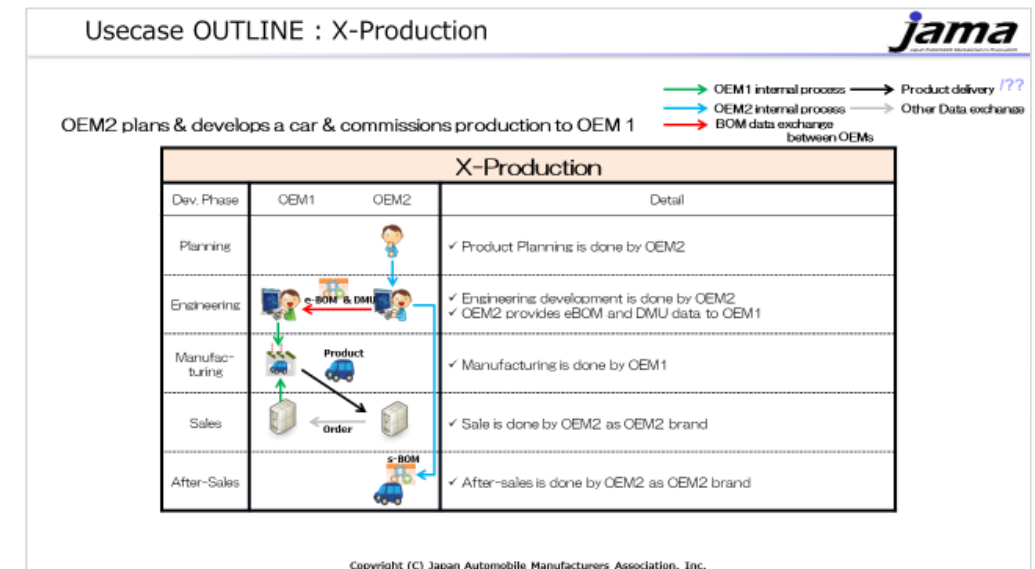 Usecase OUTLINE : X-Production
jama
Japan Automobile Manufacturers Association
/??
OEM1 internal process
Product delivery
OEM2 internal process
Other Data exchange
BOM data exchange
between OEMs
OEM2 plans & develops a car & commissions production to OEM 1
X-Production
Dev. Phase
OEM1
OEM2
Detail
Planning
✓ Product Planning is done by OEM2
Engineering
e-BOM & DMU
✓ Engineering development is done by OEM2
✓ OEM2 provides eBOM and DMU data to OEM1
Manufac-
turing
Product
✓ Manufacturing is done by OEM1
Sales
Order
✓ Sale is done by OEM2 as OEM2 brand
After-Sales
s-BOM
✓ After-sales is done by OEM2 as OEM2 brand
Copyright (C) Japan Automobile Manufacturers Association, Inc.